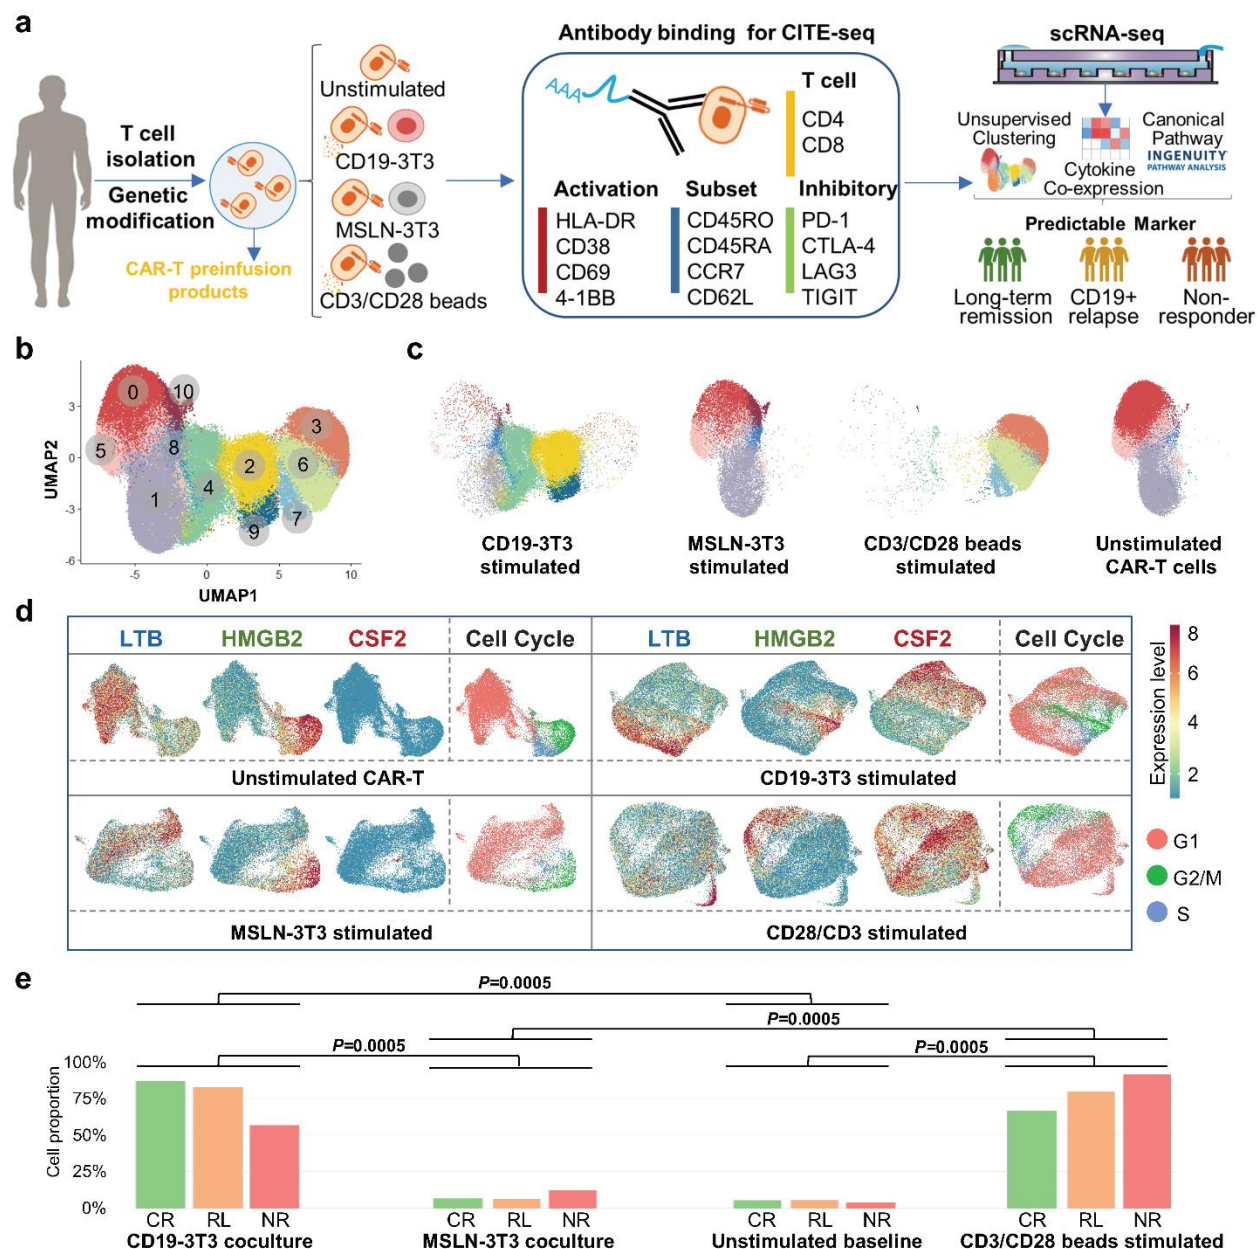 a
Antibody binding for CITE-seq
scRNA-seq
Unstimulated
CD19-3T3
MSLN-3T3
CD3/CD28 beads
T cell
isolation
Genetic
modification
CAR-T preinfusion
products
AAA
T cell
CD4
CD8
Activation
HLA-DR
CD38
CD69
4-1BB
Subset
CD45RO
CD45RA
CCR7
CD62L
Inhibitory
PD-1
CTLA-4
LAG3
TIGIT
Unsupervised
Clustering
Cytokine
Co-expression
Canonical
Pathway
INGENUITY
PATHWAY ANALYSIS
Predictable Marker
Long-term
remission
CD19+
relapse
Non-
responder
b
UMAP2
3
0
-3
-6
-5
0
5
10
UMAP1
0
10
3
5
8
2
6
1
4
9
7
c
CD19-3T3
stimulated
MSLN-3T3
stimulated
CD3/CD28 beads
stimulated
Unstimulated
CAR-T cells
d
LTB HMGB2 CSF2 Cell Cycle
LTB HMGB2 CSF2 Cell Cycle
Unstimulated CAR-T
CD19-3T3 stimulated
MSLN-3T3 stimulated
CD28/CD3 stimulated
Expression level
8
6
4
2
G1
G2/M
S
e
P=0.0005
P=0.0005
P=0.0005
P=0.0005
Cell proportion
100%
75%
50%
25%
0%
CR RL NR
CD19-3T3 coculture
CR RL NR
MSLN-3T3 coculture
CR RL NR
Unstimulated baseline
CR RL NR
CD3/CD28 beads stimulated